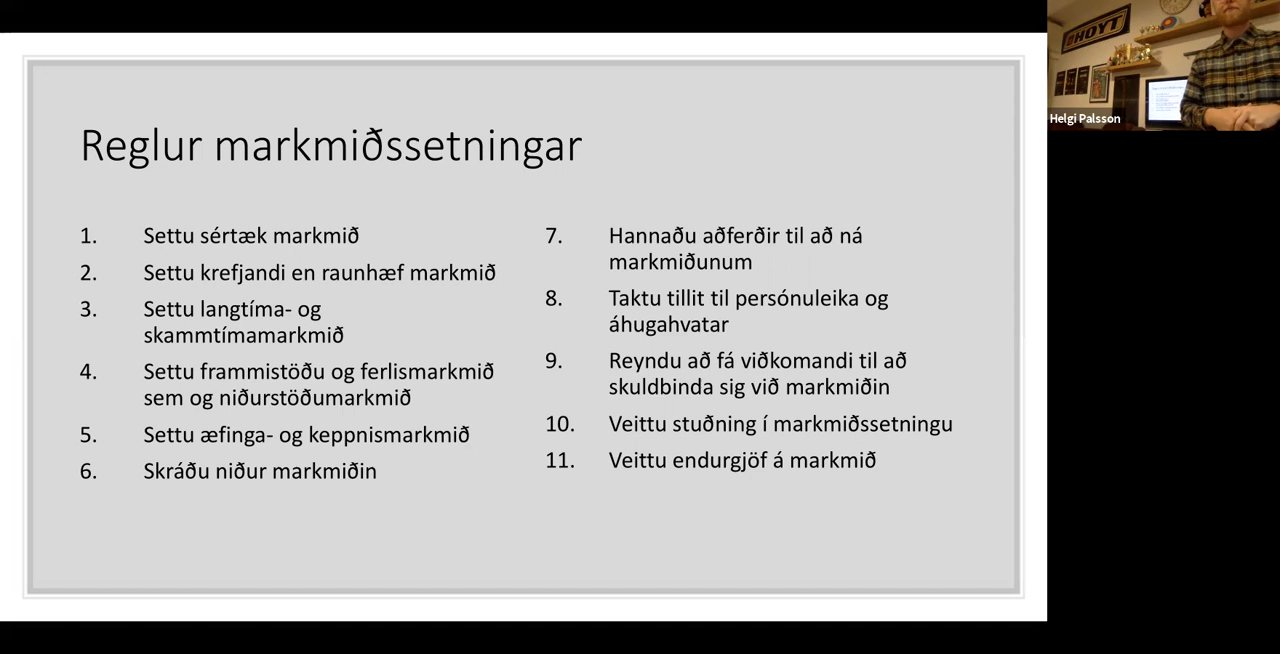 Reglur markmiðssetningar
1. Settu sértæk markmið
2. Settu krefjandi en raunhæf markmið
3. Settu langtíma- og
skammtímamarkmið
4. Settu frammistöðu og ferlismarkmið
sem og niðurstöðumarkmið
5. Settu æfinga- og keppnismarkmið
6. Skráðu niður markmiðin
7. Hannaðu aðferðir til að ná
markmiðunum
8. Taktu tillit til persónuleika og
áhugahvatar
9. Reyndu að fá viðkomandi til að
skuldbinda sig við markmiðin
10. Veittu stuðning í markmiðssetningu
11. Veittu endurgjöf á markmið
HOYT
Helgi Palsson